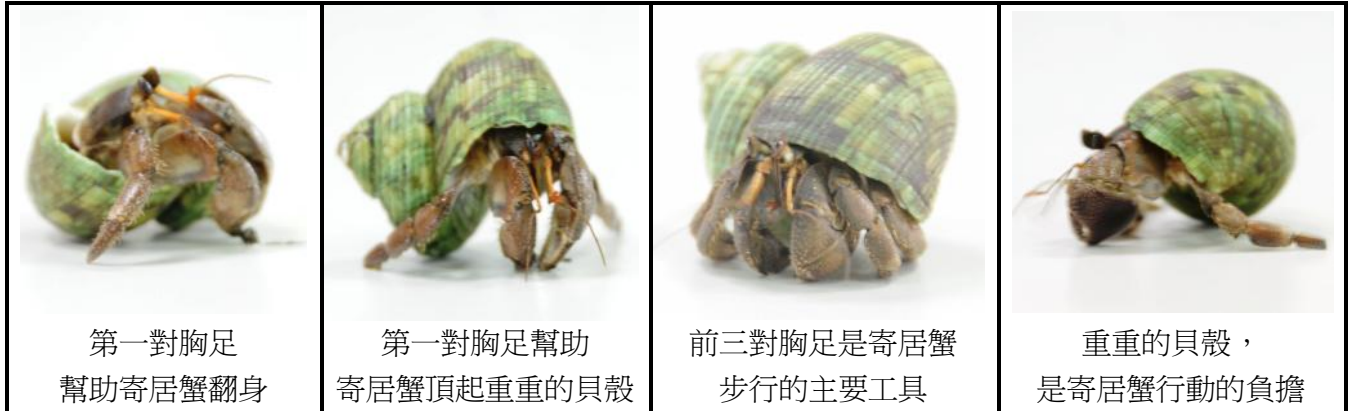 第一對胸足
幫助寄居蟹翻身
第一對胸足幫助
寄居蟹頂起重重的貝殼
前三對胸足是寄居蟹
步行的主要工具
重重的貝殼，
是寄居蟹行動的負擔